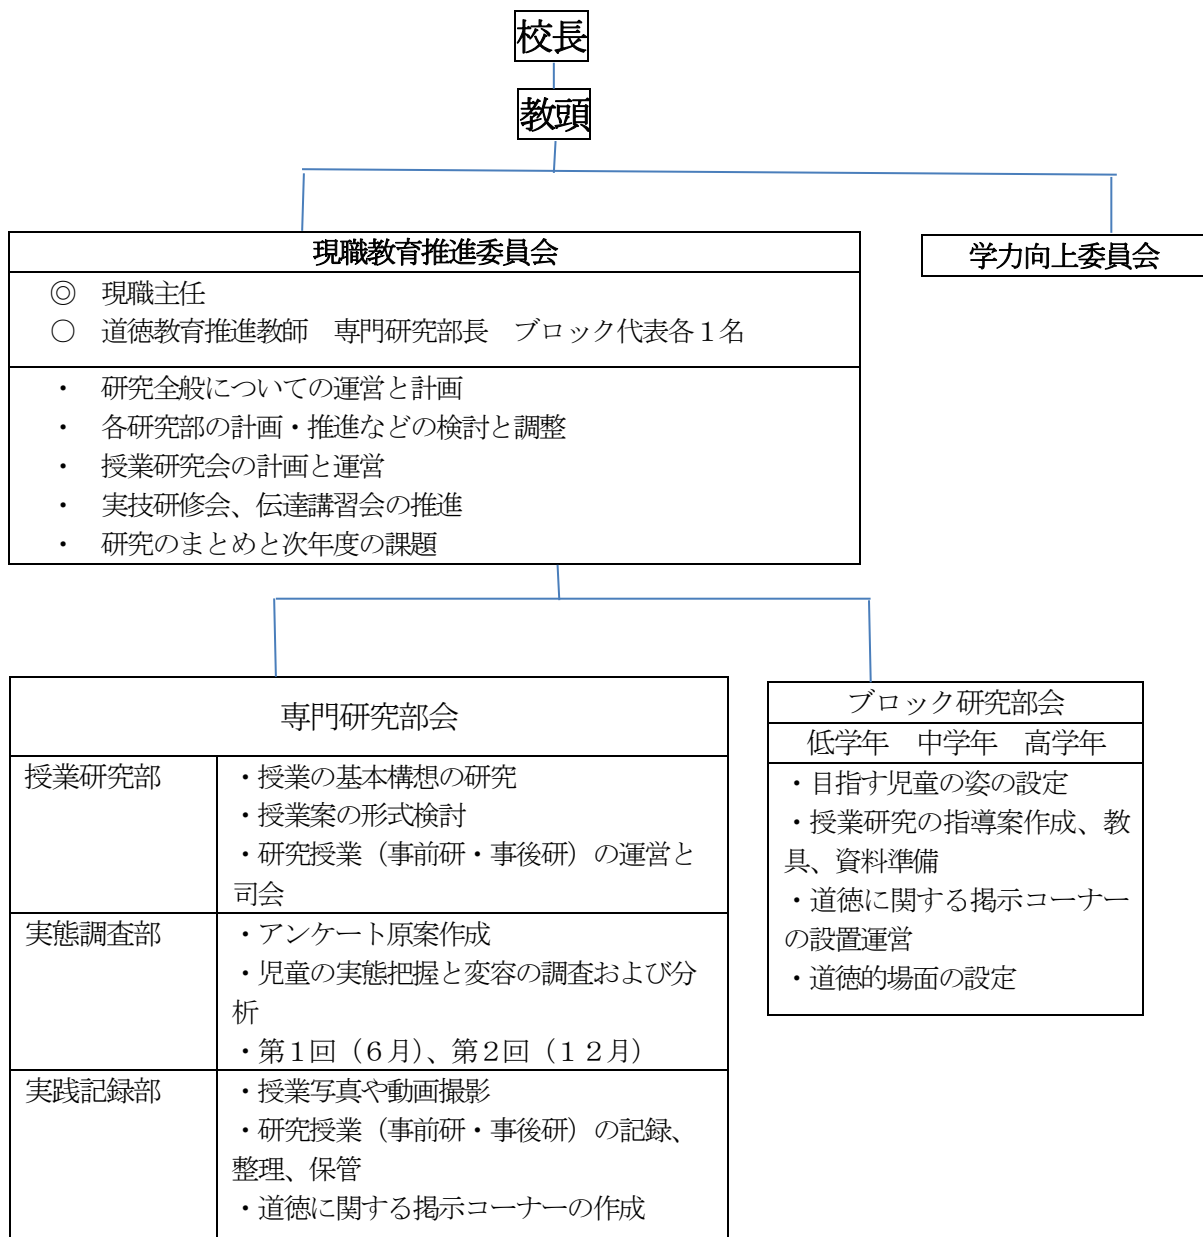 校長
教頭
現職教育推進委員会
◎　現職主任
○　道徳教育推進教師　専門研究部長　ブロック代表各１名
・　研究全般についての運営と計画
・　各研究部の計画・推進などの検討と調整
・　授業研究会の計画と運営
・　実技研修会、伝達講習会の推進
・　研究のまとめと次年度の課題
学力向上委員会
専門研究部会
授業研究部
・授業の基本構想の研究
・授業案の形式検討
・研究授業（事前研・事後研）の運営と
司会
実態調査部
・アンケート原案作成
・児童の実態把握と変容の調査および分
析
・第１回（６月）、第２回（１２月）
実践記録部
・授業写真や動画撮影
・研究授業（事前研・事後研）の記録、
整理、保管
・道徳に関する掲示コーナーの作成
ブロック研究部会
低学年　中学年　高学年
・目指す児童の姿の設定
・授業研究の指導案作成、教
具、資料準備
・道徳に関する掲示コーナー
の設置運営
・道徳的場面の設定